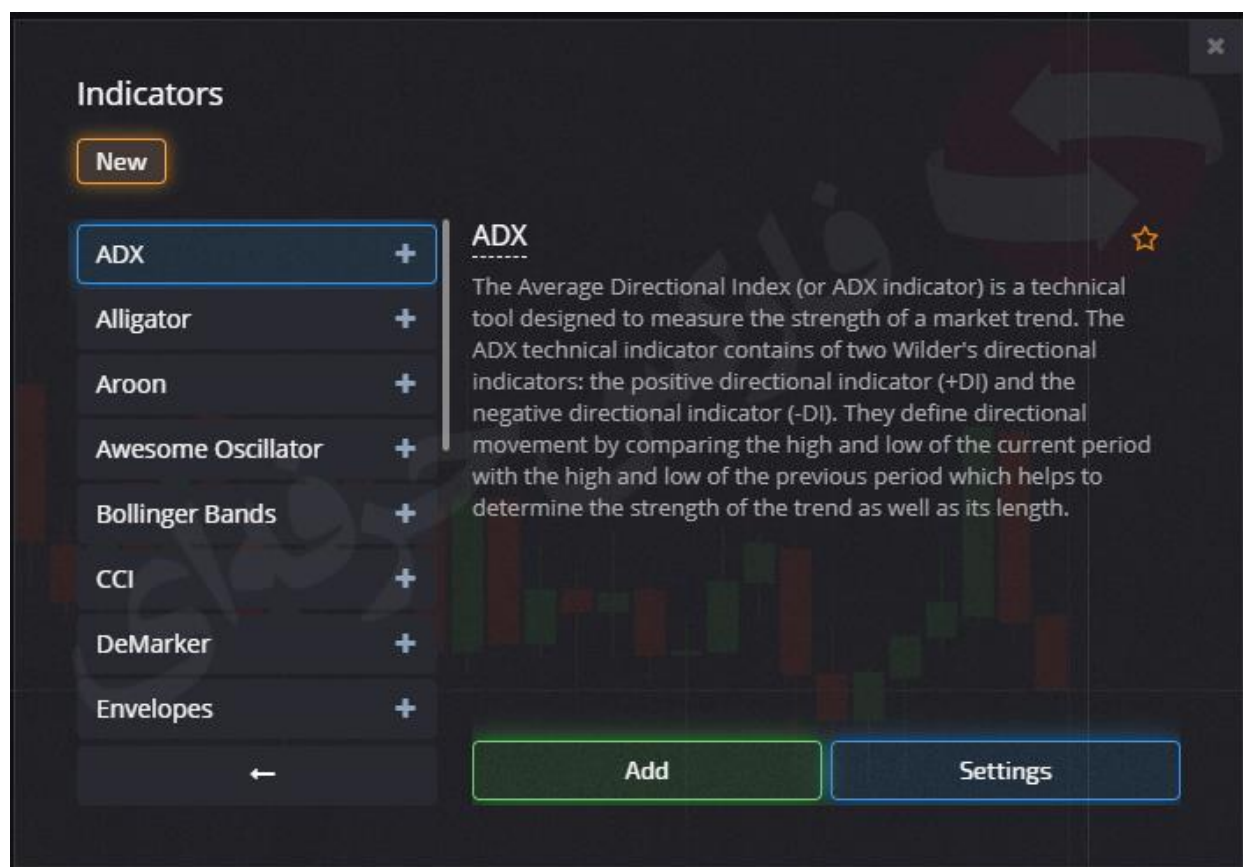 Indicators
New
ADX
Alligator
Aroon
Awesome Oscillator
Bollinger Bands
CCI
DeMarker
Envelopes
ADX
The Average Directional Index (or ADX indicator) is a technical
tool designed to measure the strength of a market trend. The
ADX technical indicator contains of two Wilder's directional
indicators: the positive directional indicator (+DI) and the
negative directional indicator (-DI). They define directional
movement by comparing the high and low of the current period
with the high and low of the previous period which helps to
determine the strength of the trend as well as its length.
Add
Settings
فارکس حرفه‌ای